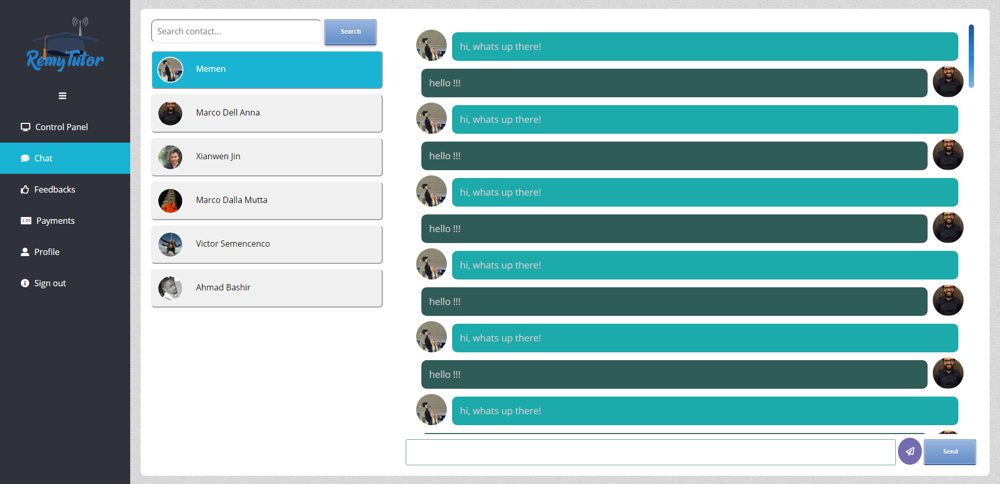 RemyTutor
Control Panel
Chat
Feedbacks
Payments
Profile
Sign out
Search contact...
Search
Memen
Marco Dell Anna
Xianwen Jin
Marco Dalla Mutta
Victor Semencenco
Ahmad Bashir
hi, whats up there!
hello !!!
hi, whats up there!
hello !!!
hi, whats up there!
hello !!!
hi, whats up there!
hello !!!
hi, whats up there!
hello !!!
hi, whats up there!
Send